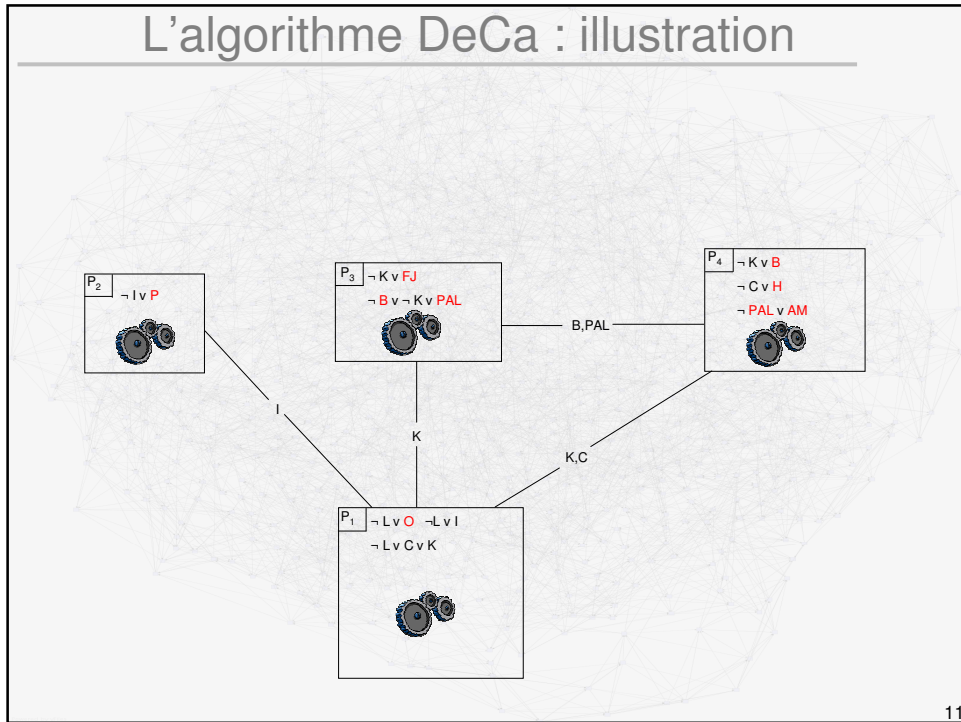 L'algorithme DeCa : illustration
P2
¬ I v P
P3
¬ K v FJ
¬ B v ¬ K v PAL
B,PAL
P4
¬ K v B
¬ C v H
¬ PAL v AM
I
K
K,C
P1
¬ L v O ¬L v I
¬ L v C v K
11